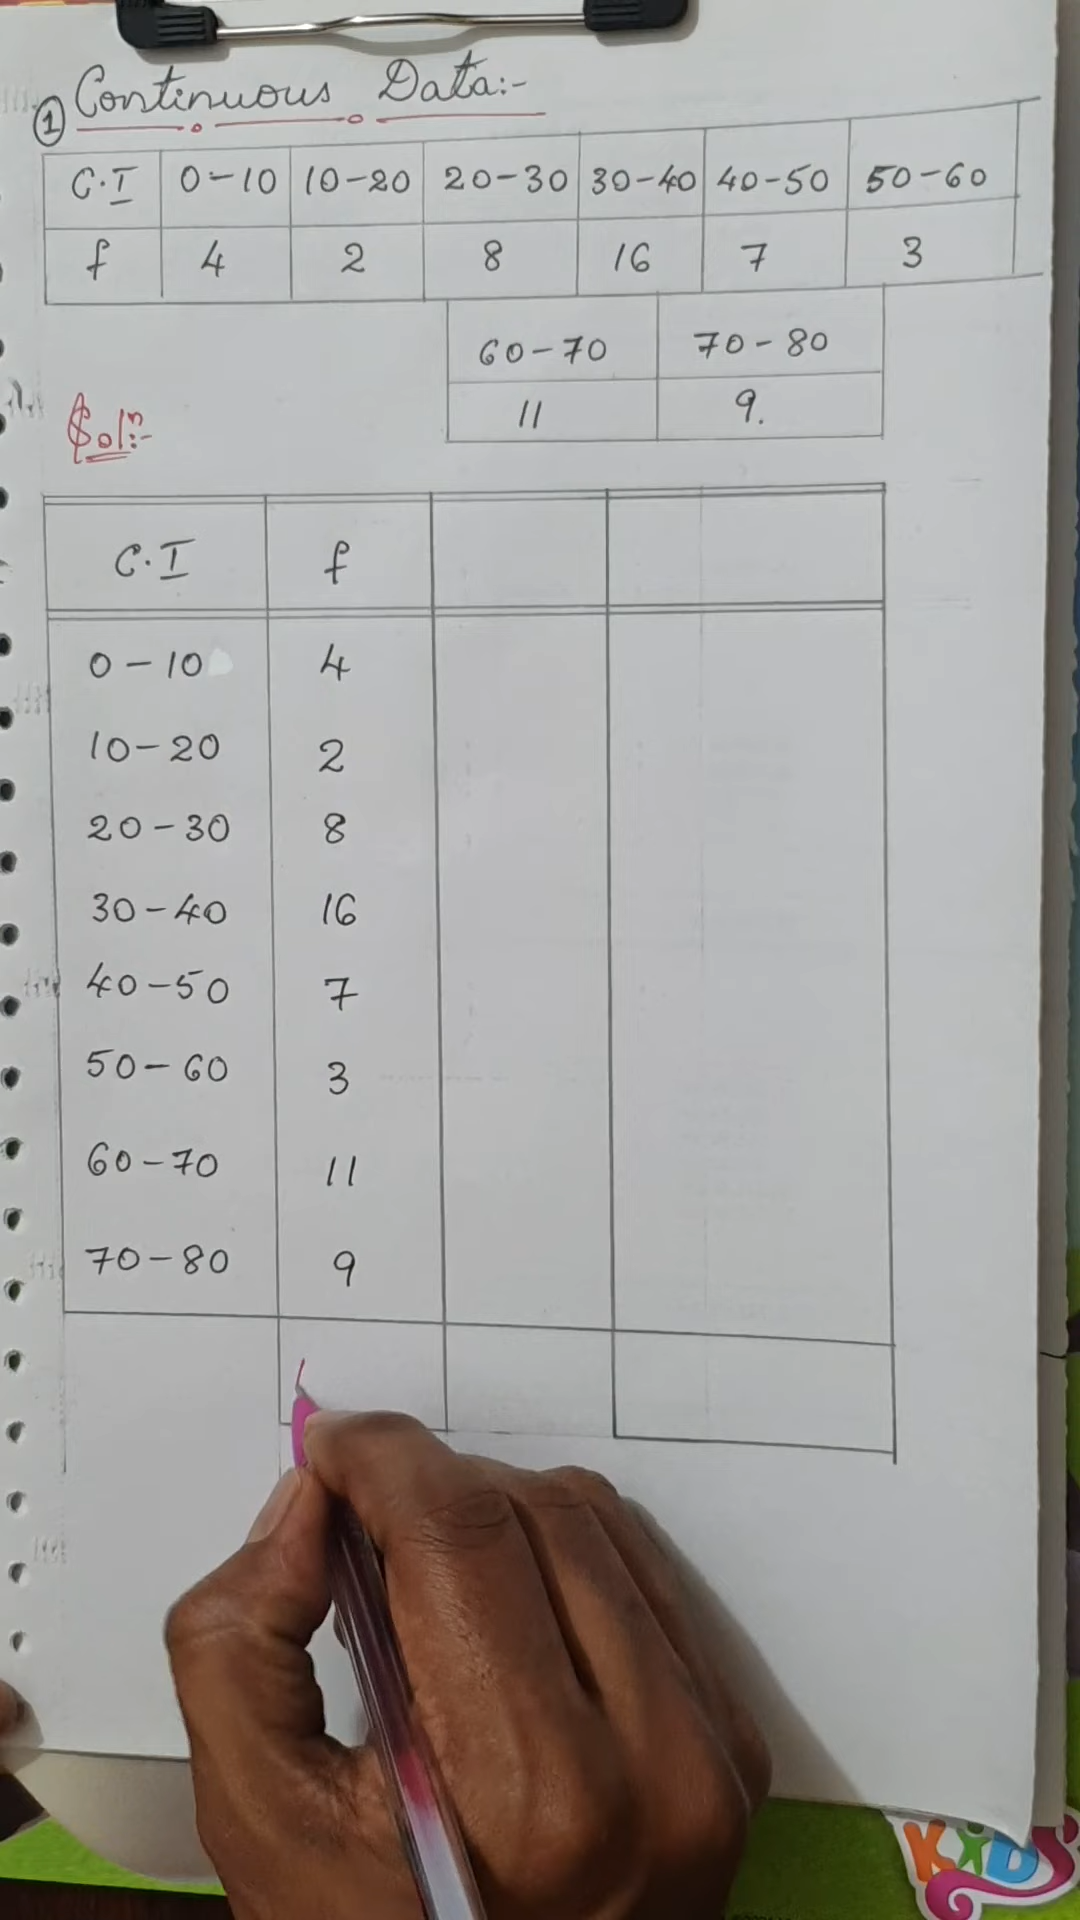 ① Continuous Data:-
C.I 0-10 10-20 20-30 30-40 40-50 50-60
f 4 2 8 16 7 3
60-70 70-80
11 9.
Solⁿ:-
C.I f
0-10 4
10-20 2
20-30 8
30-40 16
40-50 7
50-60 3
60-70 11
70-80 9
KiDS